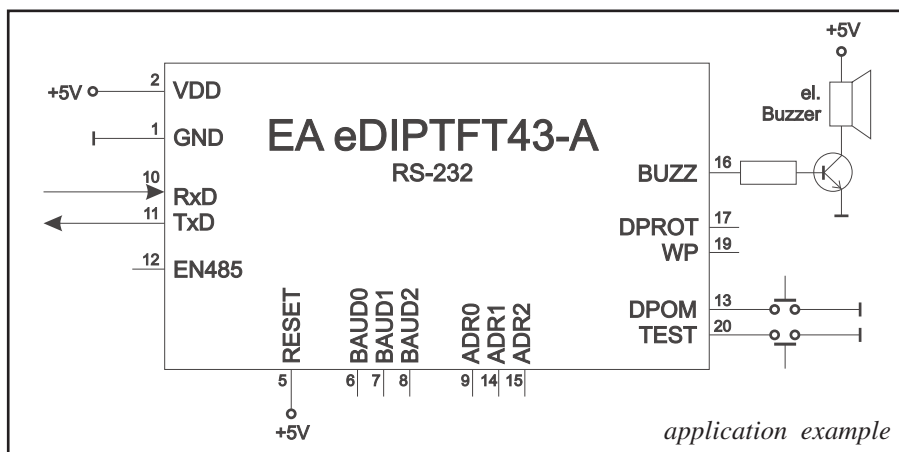 +5V
2
+5V
VDD
el.
Buzzer
1
GND
EA eDIPTFT43-A
RS-232
10
RxD
16
BUZZ
11
TxD
17
DPROT
12
EN485
19
WP
13
DPOM
20
TEST
RESET
BAUD0
BAUD1
BAUD2
ADR0
ADR1
ADR2
5
6
7
8
9
14
15
+5V
application example